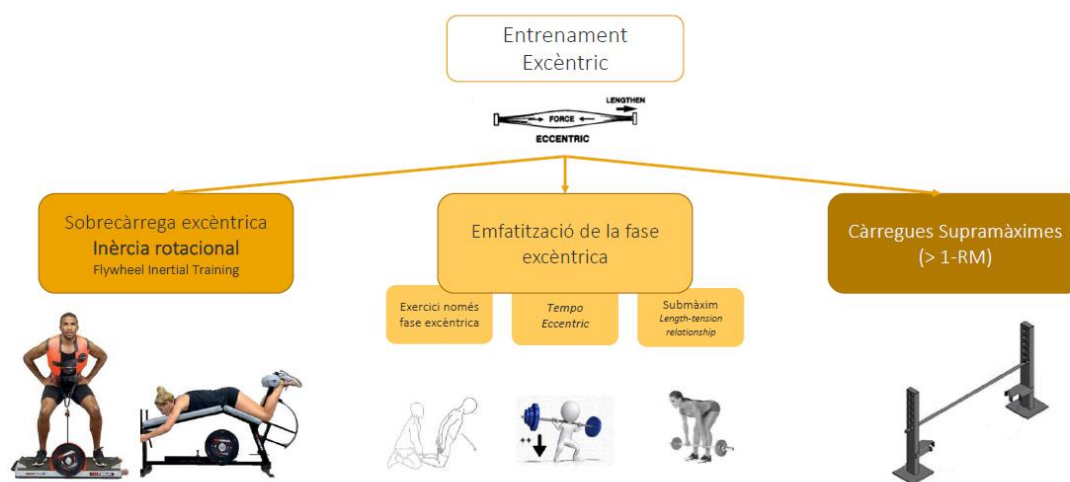 Entrenament
Excèntric
LENGTHEN
FORCE
ECCENTRIC
Sobrecàrrega excèntrica
Inèrcia rotacional
Flywheel Inertial Training
Emfatització de la fase
excèntrica
Càrregues Supramàximes
(> 1-RM)
Exercici només
fase excèntrica
Tempo
Eccentric
Submàxim
Length-tension
relationship
++